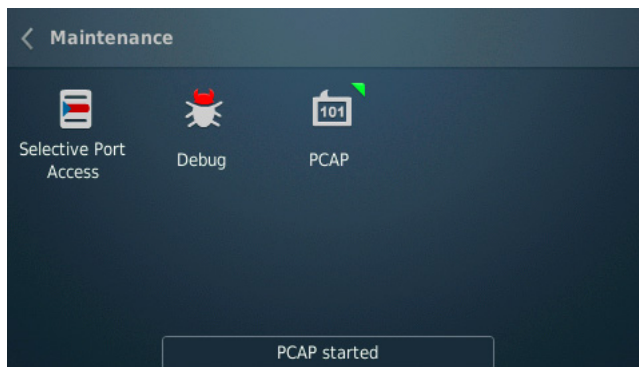 Maintenance
Selective Port
Access
Debug
101
PCAP
PCAP started